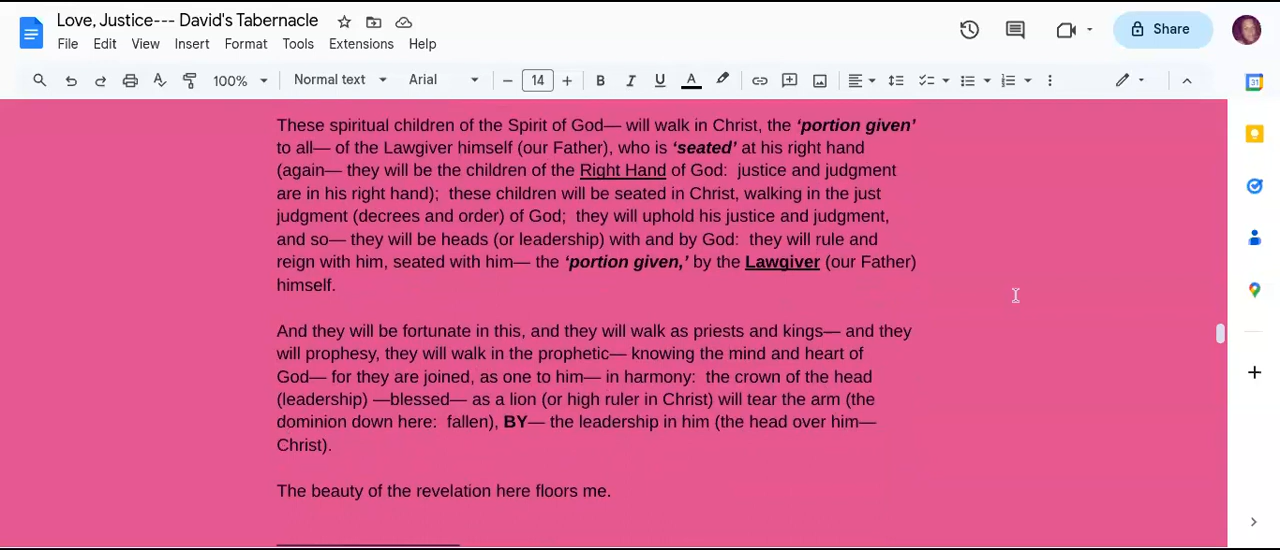 Love, Justice--- David's Tabernacle
File Edit View Insert Format Tools Extensions Help
Share
100% Normal text Arial – 14 + B I U A
These spiritual children of the Spirit of God— will walk in Christ, the ‘portion given’
to all— of the Lawgiver himself (our Father), who is ‘seated’ at his right hand
(again— they will be the children of the Right Hand of God:  justice and judgment
are in his right hand);  these children will be seated in Christ, walking in the just
judgment (decrees and order) of God;  they will uphold his justice and judgment,
and so— they will be heads (or leadership) with and by God:  they will rule and
reign with him, seated with him— the ‘portion given,’ by the Lawgiver (our Father)
himself.
And they will be fortunate in this, and they will walk as priests and kings— and they
will prophesy, they will walk in the prophetic— knowing the mind and heart of
God— for they are joined, as one to him— in harmony:  the crown of the head
(leadership) —blessed— as a lion (or high ruler in Christ) will tear the arm (the
dominion down here:  fallen), BY— the leadership in him (the head over him—
Christ).
The beauty of the revelation here floors me.